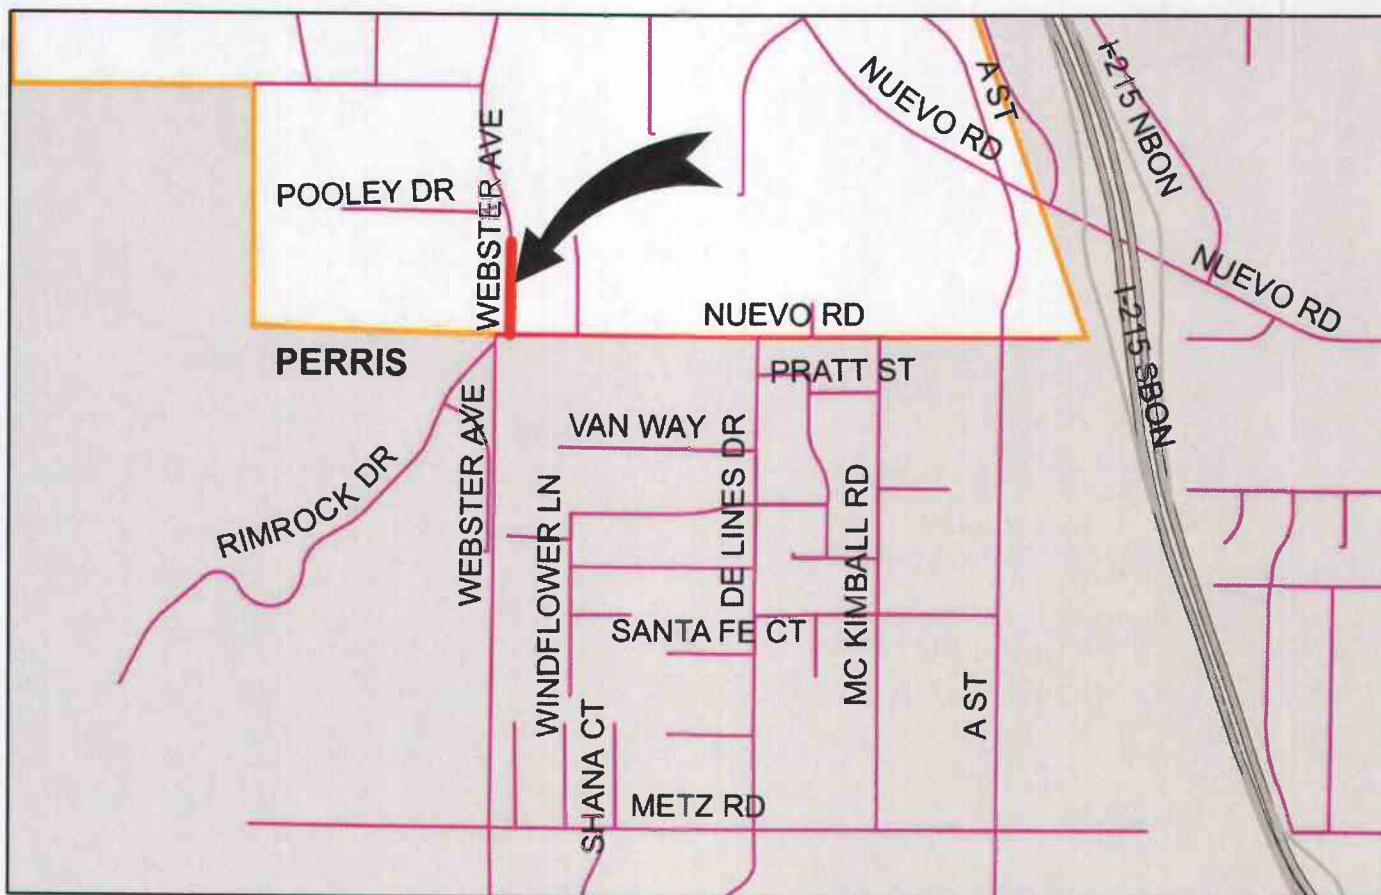 A ST
I-215 NBON
NUEVO RD
WEBSTER AVE
POOLEY DR
NUEVO RD
NUEVO RD
I-215 SBON
PERRIS
PRATT ST
VAN WAY
WEBSTER AVE
DE LINES DR
RIMROCK DR
WINDFLOWER LN
MC KIMBALL RD
SANTA FE CT
A ST
SHANA CT
METZ RD